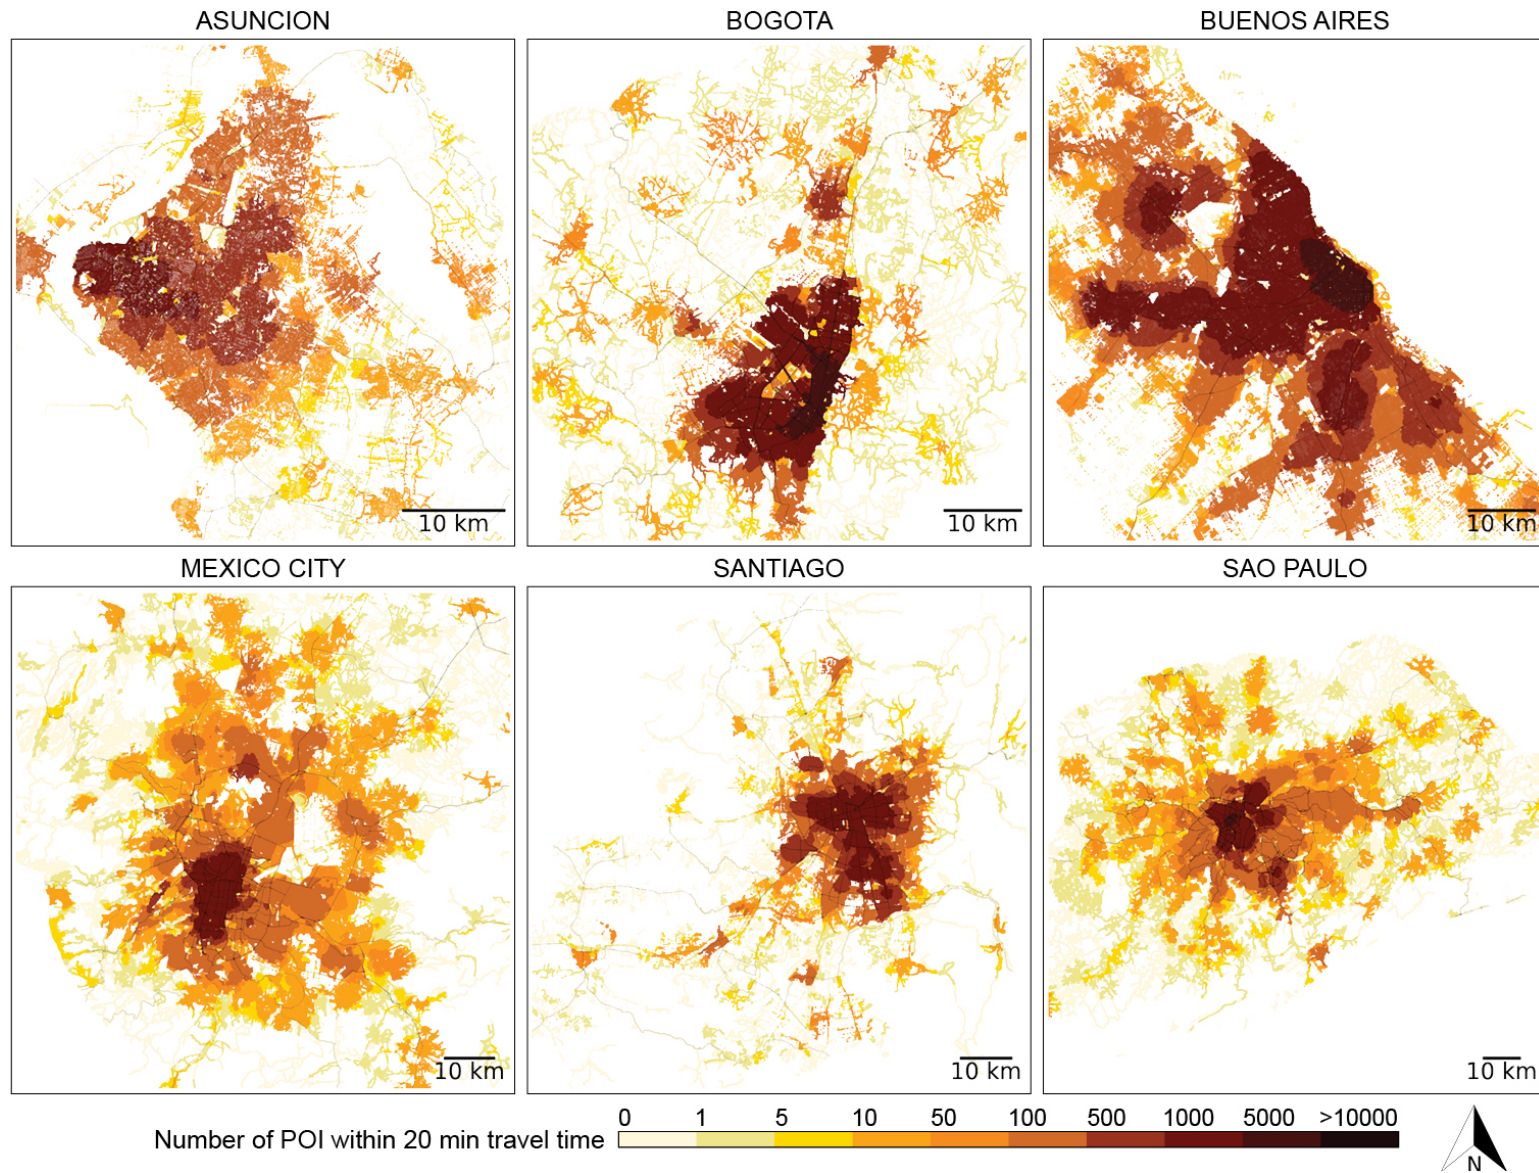 ASUNCION
BOGOTA
BUENOS AIRES
10 km
10 km
10 km
MEXICO CITY
SANTIAGO
SAO PAULO
10 km
10 km
10 km
0 1 5 10 50 100 500 1000 5000 >10000
Number of POI within 20 min travel time
N